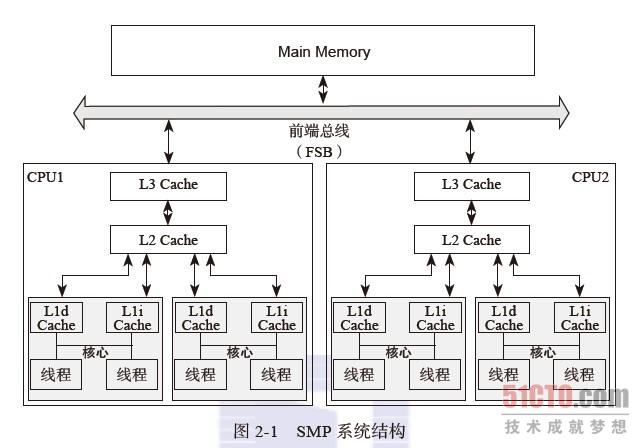 Main Memory
前端总线
（FSB）
CPU1
CPU2
L3 Cache
L3 Cache
L2 Cache
L2 Cache
L1d
Cache
L1i
Cache
L1d
Cache
L1i
Cache
L1d
Cache
L1i
Cache
L1d
Cache
L1i
Cache
核心
核心
核心
核心
线程
线程
线程
线程
线程
线程
线程
线程
51CTO.com
技术成就梦想
图 2-1 SMP 系统结构